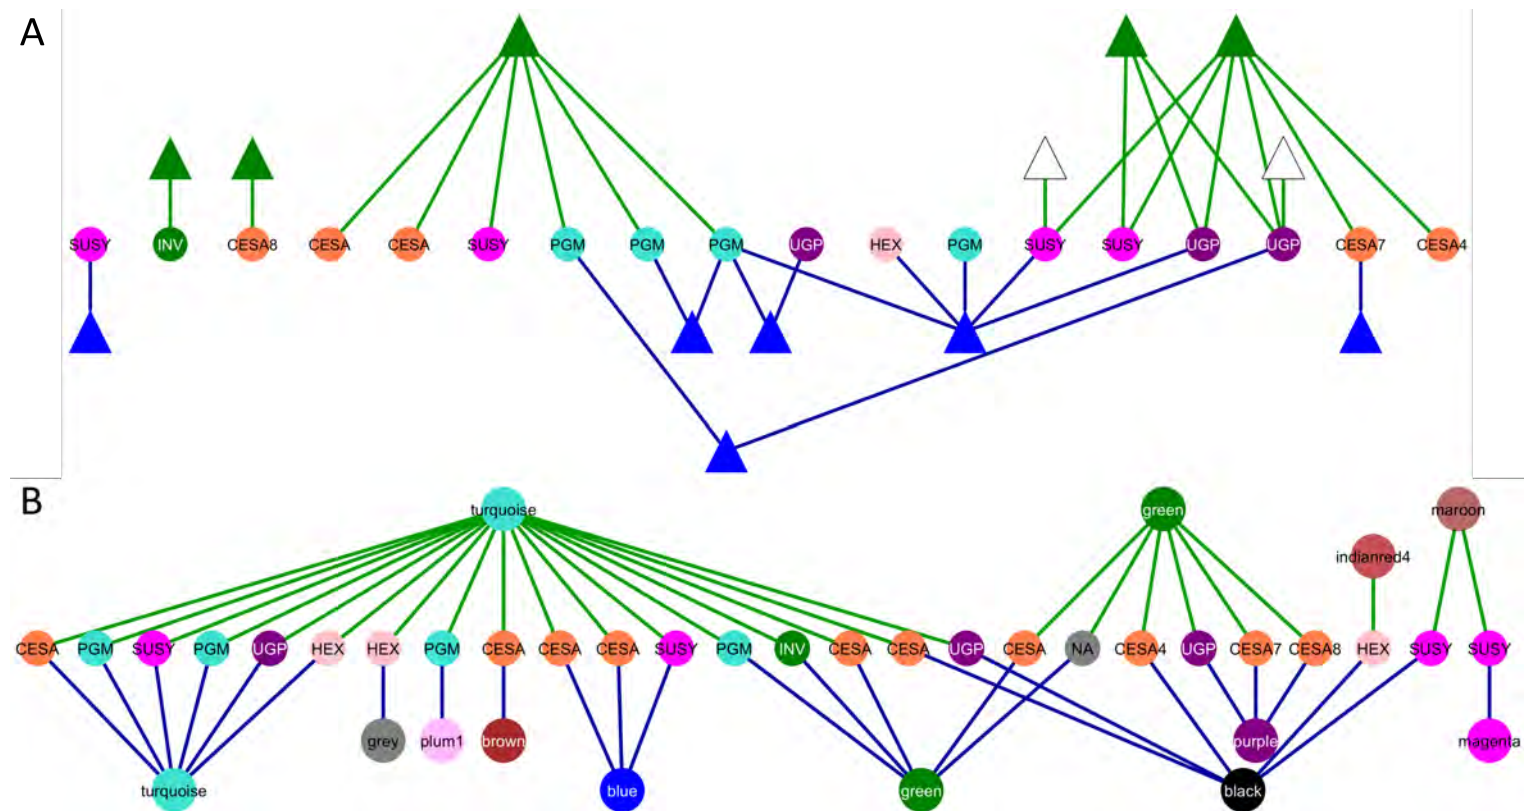 A
SUSY INV CESA8 CESA CESA SUSY PGM PGM PGM UGP HEX PGM SUSY SUSY UGP UGP CESA7 CESA4
B
turquoise green maroon
indianred4
CESA PGM SUSY PGM UGP HEX HEX PGM CESA CESA CESA SUSY PGM INV CESA CESA UGP CESA NA CESA4 UGP CESA7 CESA8 HEX SUSY SUSY
grey plum1 brown purple magenta
turquoise blue green black